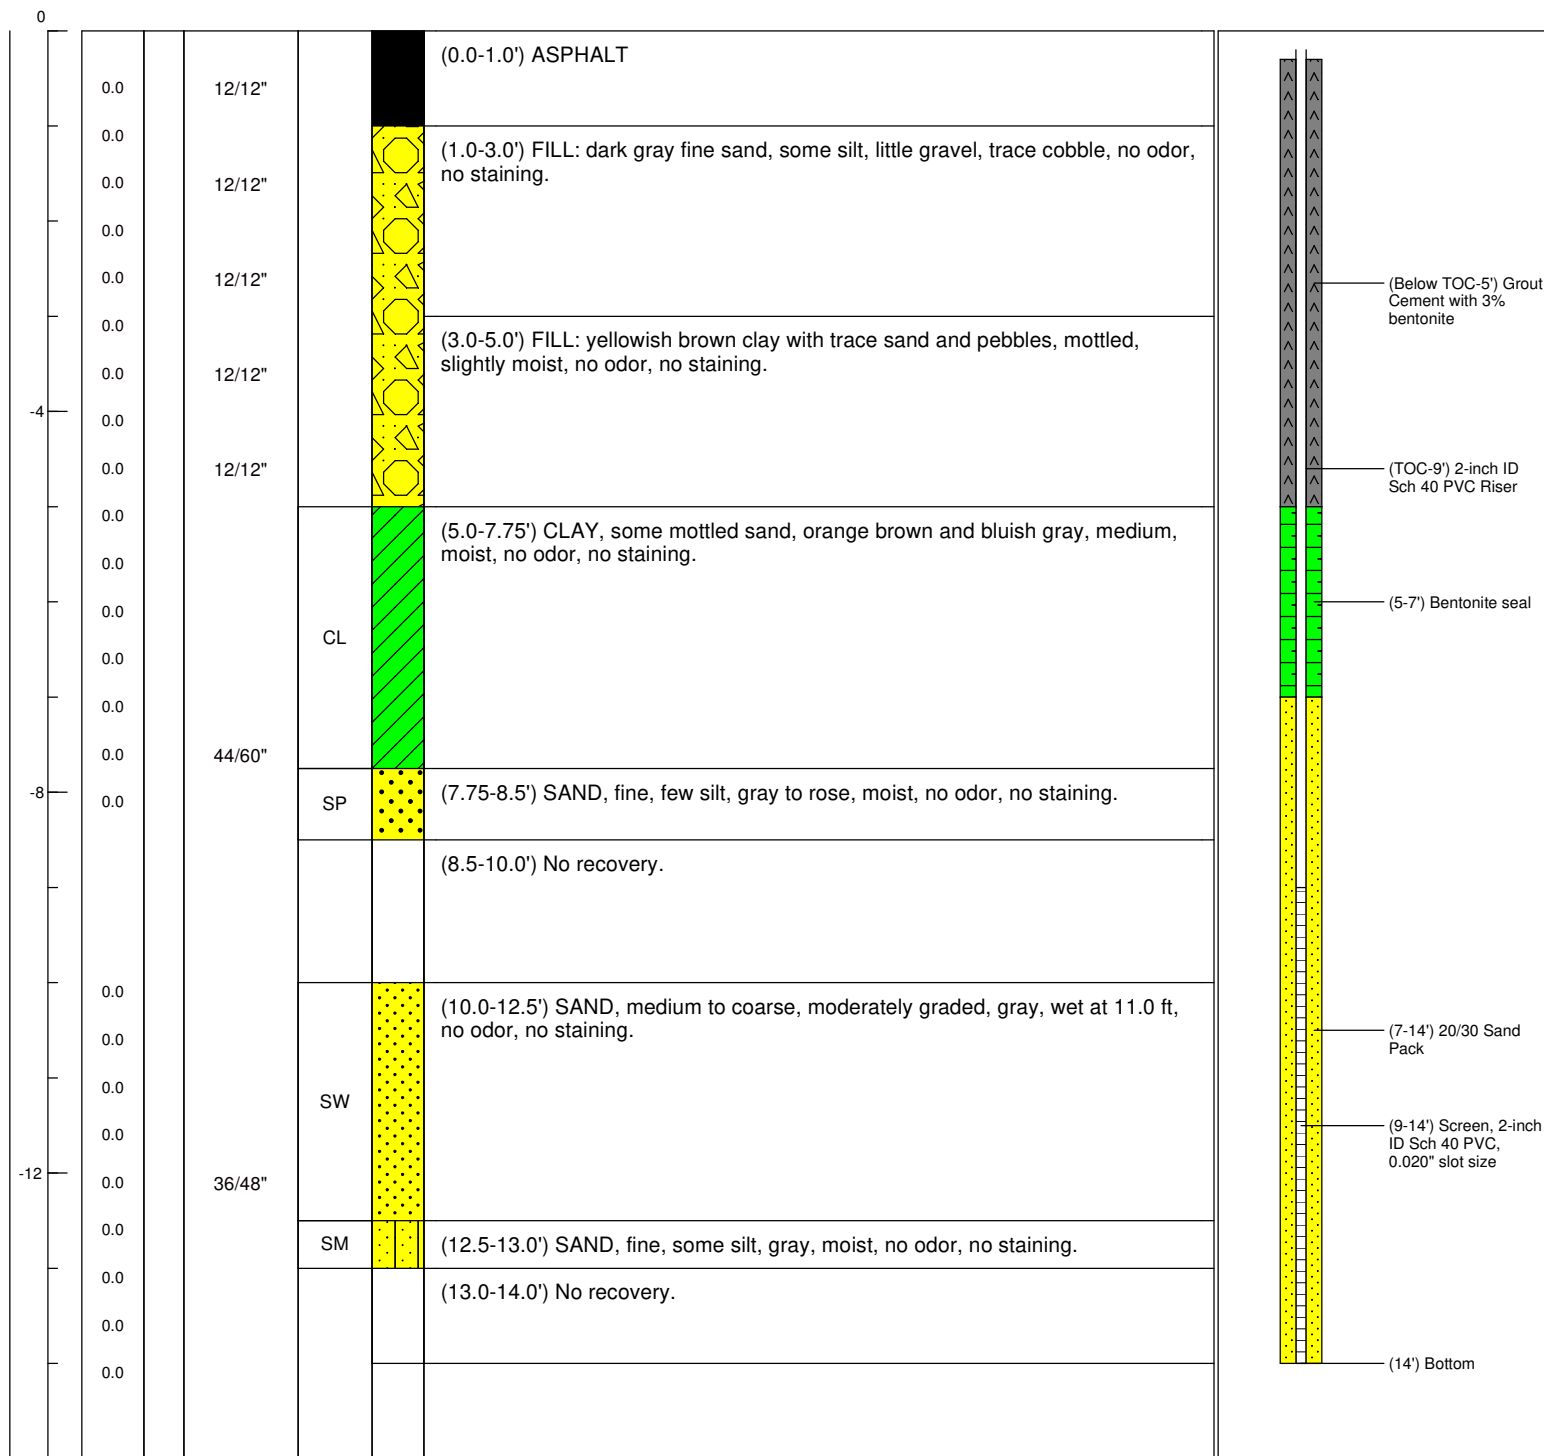 0
(0.0-1.0') ASPHALT
0.0
12/12"
0.0
(1.0-3.0') FILL: dark gray fine sand, some silt, little gravel, trace cobble, no odor,
no staining.
0.0
12/12"
0.0
0.0
12/12"
(Below TOC-5') Grout
Cement with 3%
bentonite
0.0
(3.0-5.0') FILL: yellowish brown clay with trace sand and pebbles, mottled,
slightly moist, no odor, no staining.
0.0
12/12"
-4
0.0
0.0
12/12"
(TOC-9') 2-inch ID
Sch 40 PVC Riser
0.0
(5.0-7.75') CLAY, some mottled sand, orange brown and bluish gray, medium,
moist, no odor, no staining.
0.0
0.0
(5-7') Bentonite seal
CL
0.0
0.0
0.0
44/60"
-8
0.0
SP
(7.75-8.5') SAND, fine, few silt, gray to rose, moist, no odor, no staining.
(8.5-10.0') No recovery.
0.0
(10.0-12.5') SAND, medium to coarse, moderately graded, gray, wet at 11.0 ft,
no odor, no staining.
0.0
(7-14') 20/30 Sand
Pack
0.0
SW
0.0
(9-14') Screen, 2-inch
ID Sch 40 PVC,
0.020" slot size
-12
0.0
36/48"
0.0
SM
(12.5-13.0') SAND, fine, some silt, gray, moist, no odor, no staining.
0.0
(13.0-14.0') No recovery.
0.0
0.0
(14') Bottom